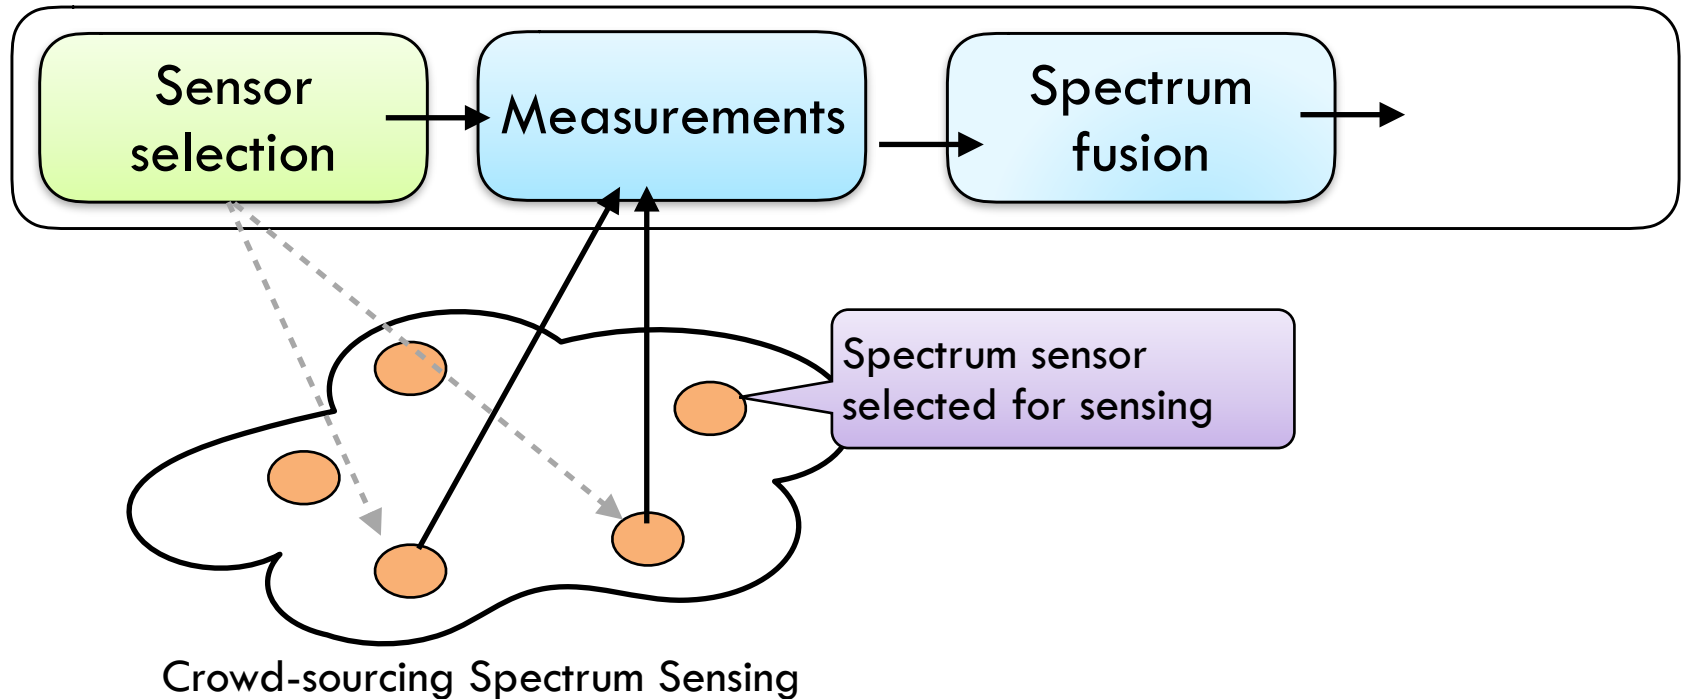 Sensor
selection
Measurements
Spectrum
fusion
Spectrum sensor
selected for sensing
Crowd-sourcing Spectrum Sensing